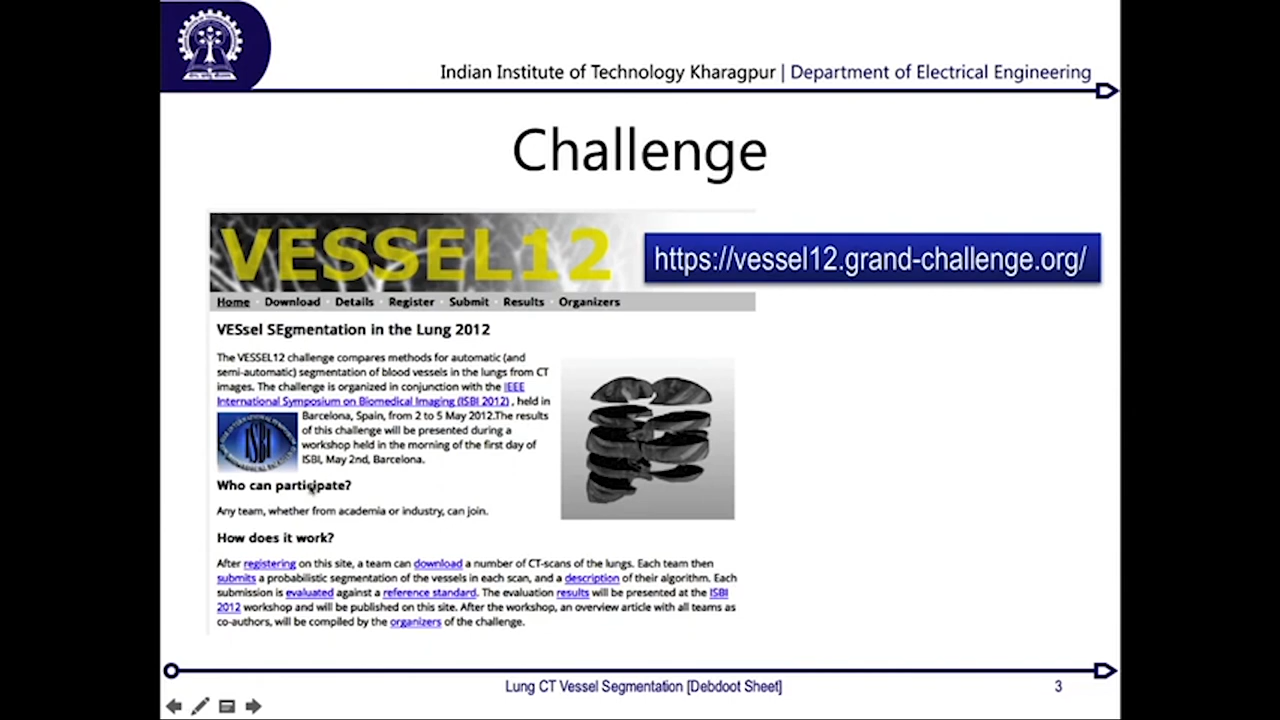 Indian Institute of Technology Kharagpur | Department of Electrical Engineering
Challenge
VESSEL12
https://vessel12.grand-challenge.org/
Home Download Details Register Submit Results Organizers
VESsel SEgmentation in the Lung 2012
The VESSEL12 challenge compares methods for automatic (and
semi-automatic) segmentation of blood vessels in the lungs from CT
images. The challenge is organized in conjunction with the IEEE
International Symposium on Biomedical Imaging (ISBI 2012) , held in
Barcelona, Spain, from 2 to 5 May 2012.The results
of this challenge will be presented during a
workshop held in the morning of the first day of
ISBI, May 2nd, Barcelona.
ISBI
Who can participate?
Any team, whether from academia or industry, can join.
How does it work?
After registering on this site, a team can download a number of CT-scans of the lungs. Each team then
submits a probabilistic segmentation of the vessels in each scan, and a description of their algorithm. Each
submission is evaluated against a reference standard. The evaluation results will be presented at the ISBI
2012 workshop and will be published on this site. After the workshop, an overview article with all teams as
co-authors, will be compiled by the organizers of the challenge.
Lung CT Vessel Segmentation [Debdoot Sheet]
3